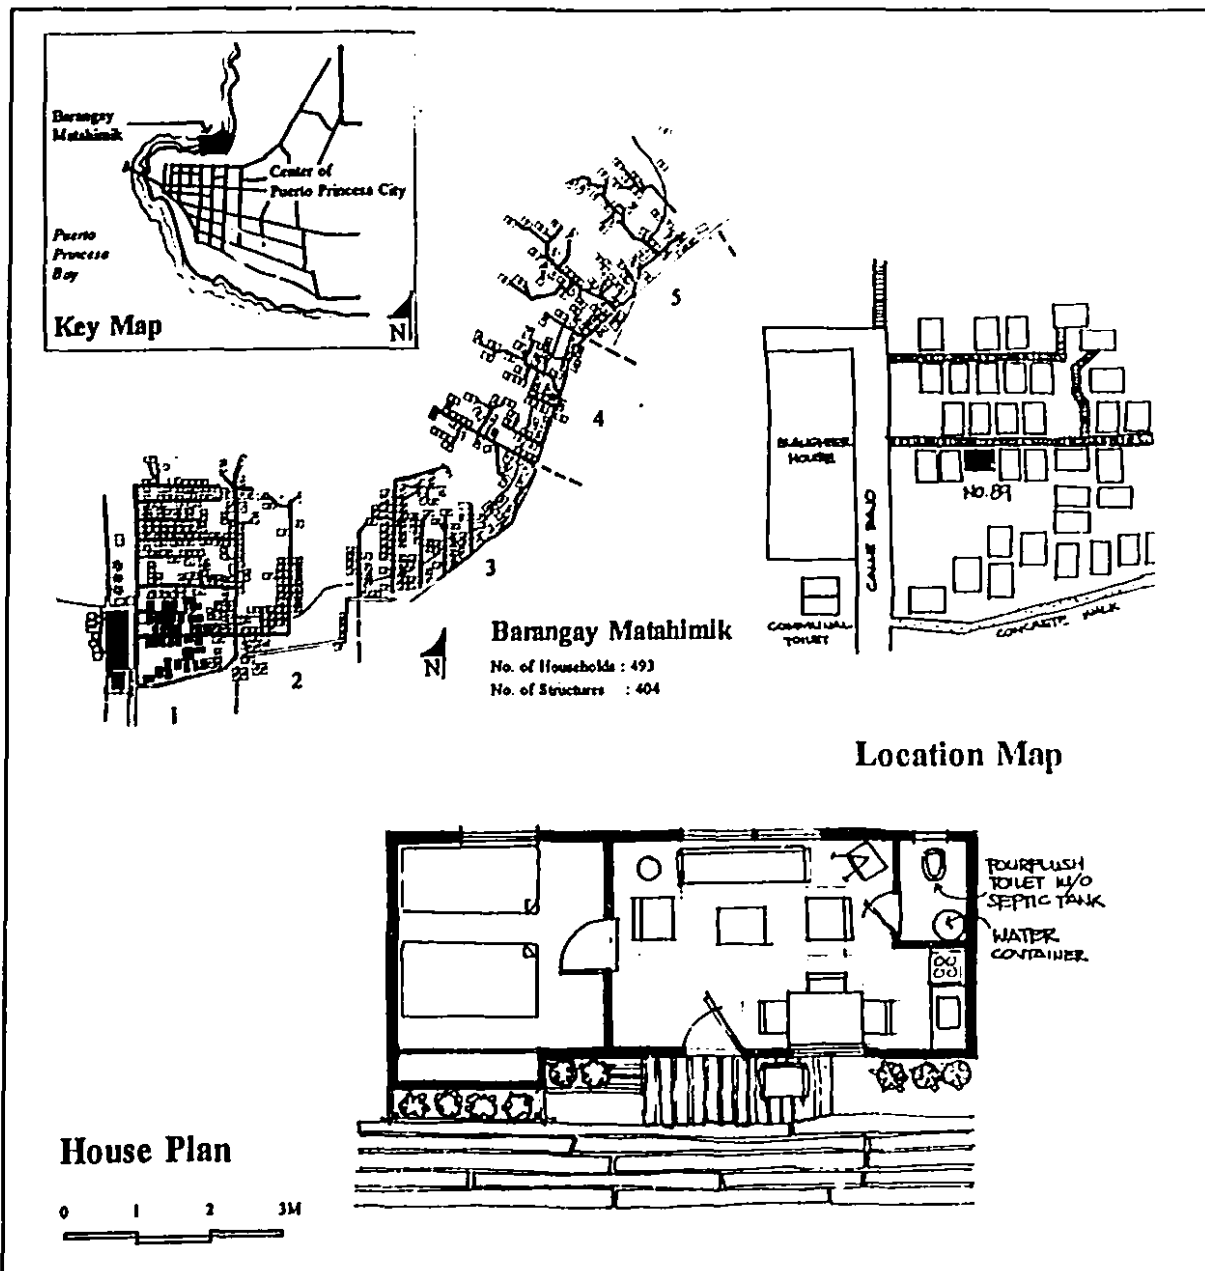 Barangay
Matahimik
Center of
Puerto Princesa City
Puerto
Princesa
Bay
Key Map
N
5
4
3
2
1
N
Barangay Matahimik
No. of Households : 493
No. of Structures : 404
SLAUGHTER
HOUSE
NO. 89
CALLE BAJO
COMMUNAL
TOILET
CONCRETE WALK
Location Map
POURFLUSH
TOILET W/O
SEPTIC TANK
WATER
CONTAINER
House Plan
0 1 2 3M